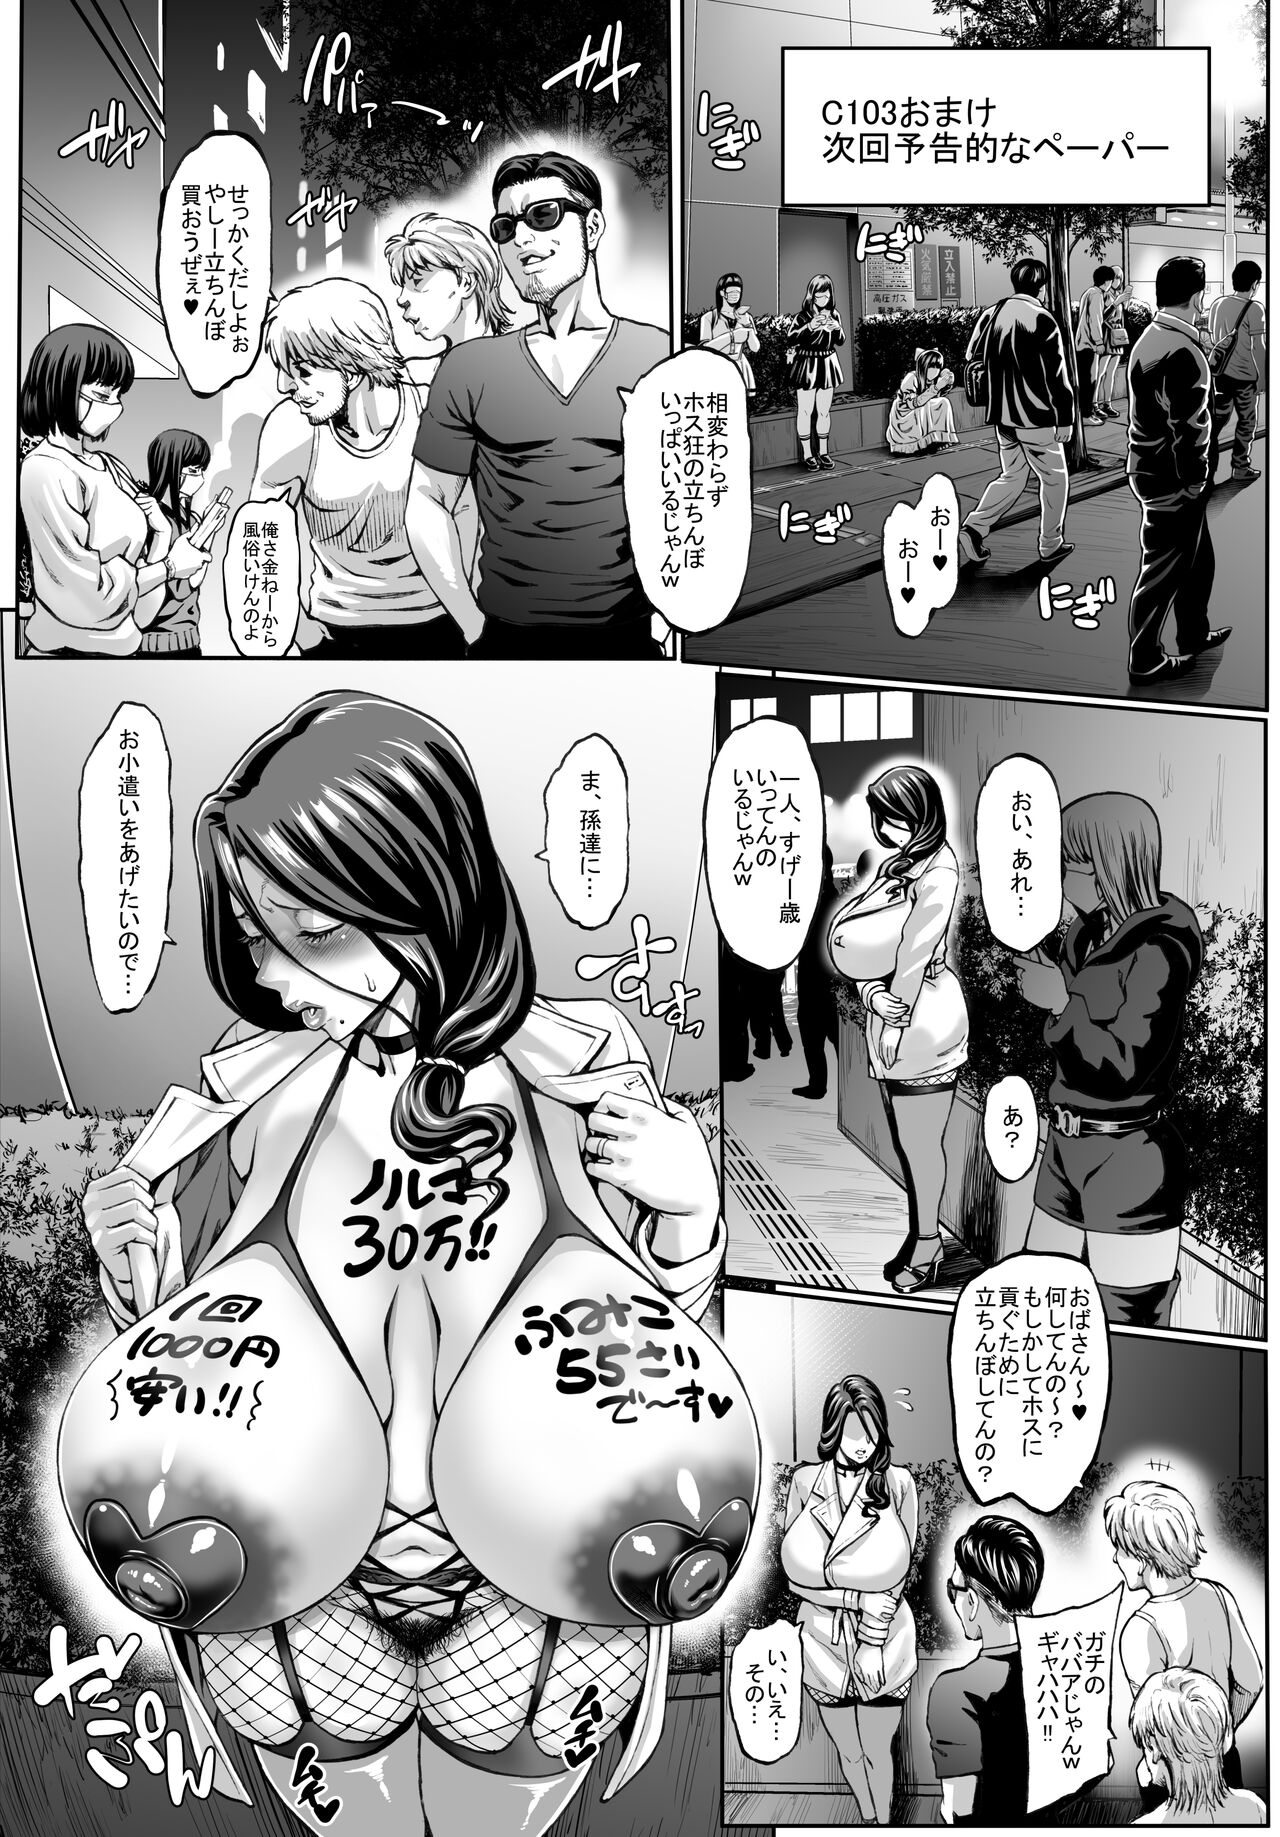 C103おまけ
次回予告的なペーパー
にぎ
にぎ
にぎ
にぎ
立入禁止
火気厳禁
高圧ガス
おー♥
おー♥
ガヤ
ガヤ
ガヤ
パパァ
相変わらず
ホス狂の立ちんぼ
いっぱいいるじゃんw
せっかくだしよぉ
やしー立ちんぼ
買おうぜぇ♥
俺さ金ねーから
風俗いけんのよ
おい、あれ…
一人、すげー歳
いってんの
いるじゃんw
あ?
おばさん〜♥
何してんの〜?
もしかしてホスに
貢ぐために
立ちんぼしてんの?
ガチの
ババアじゃんw
ギャハハハ!!
い、いえ…
その…
ま、孫達に…
お小遣いをあげたいので…
ノルマ
30万!!
ふみこ
55さい
で〜す♥
1回
1000円
安い!!
ムチ♥
ムチ♥